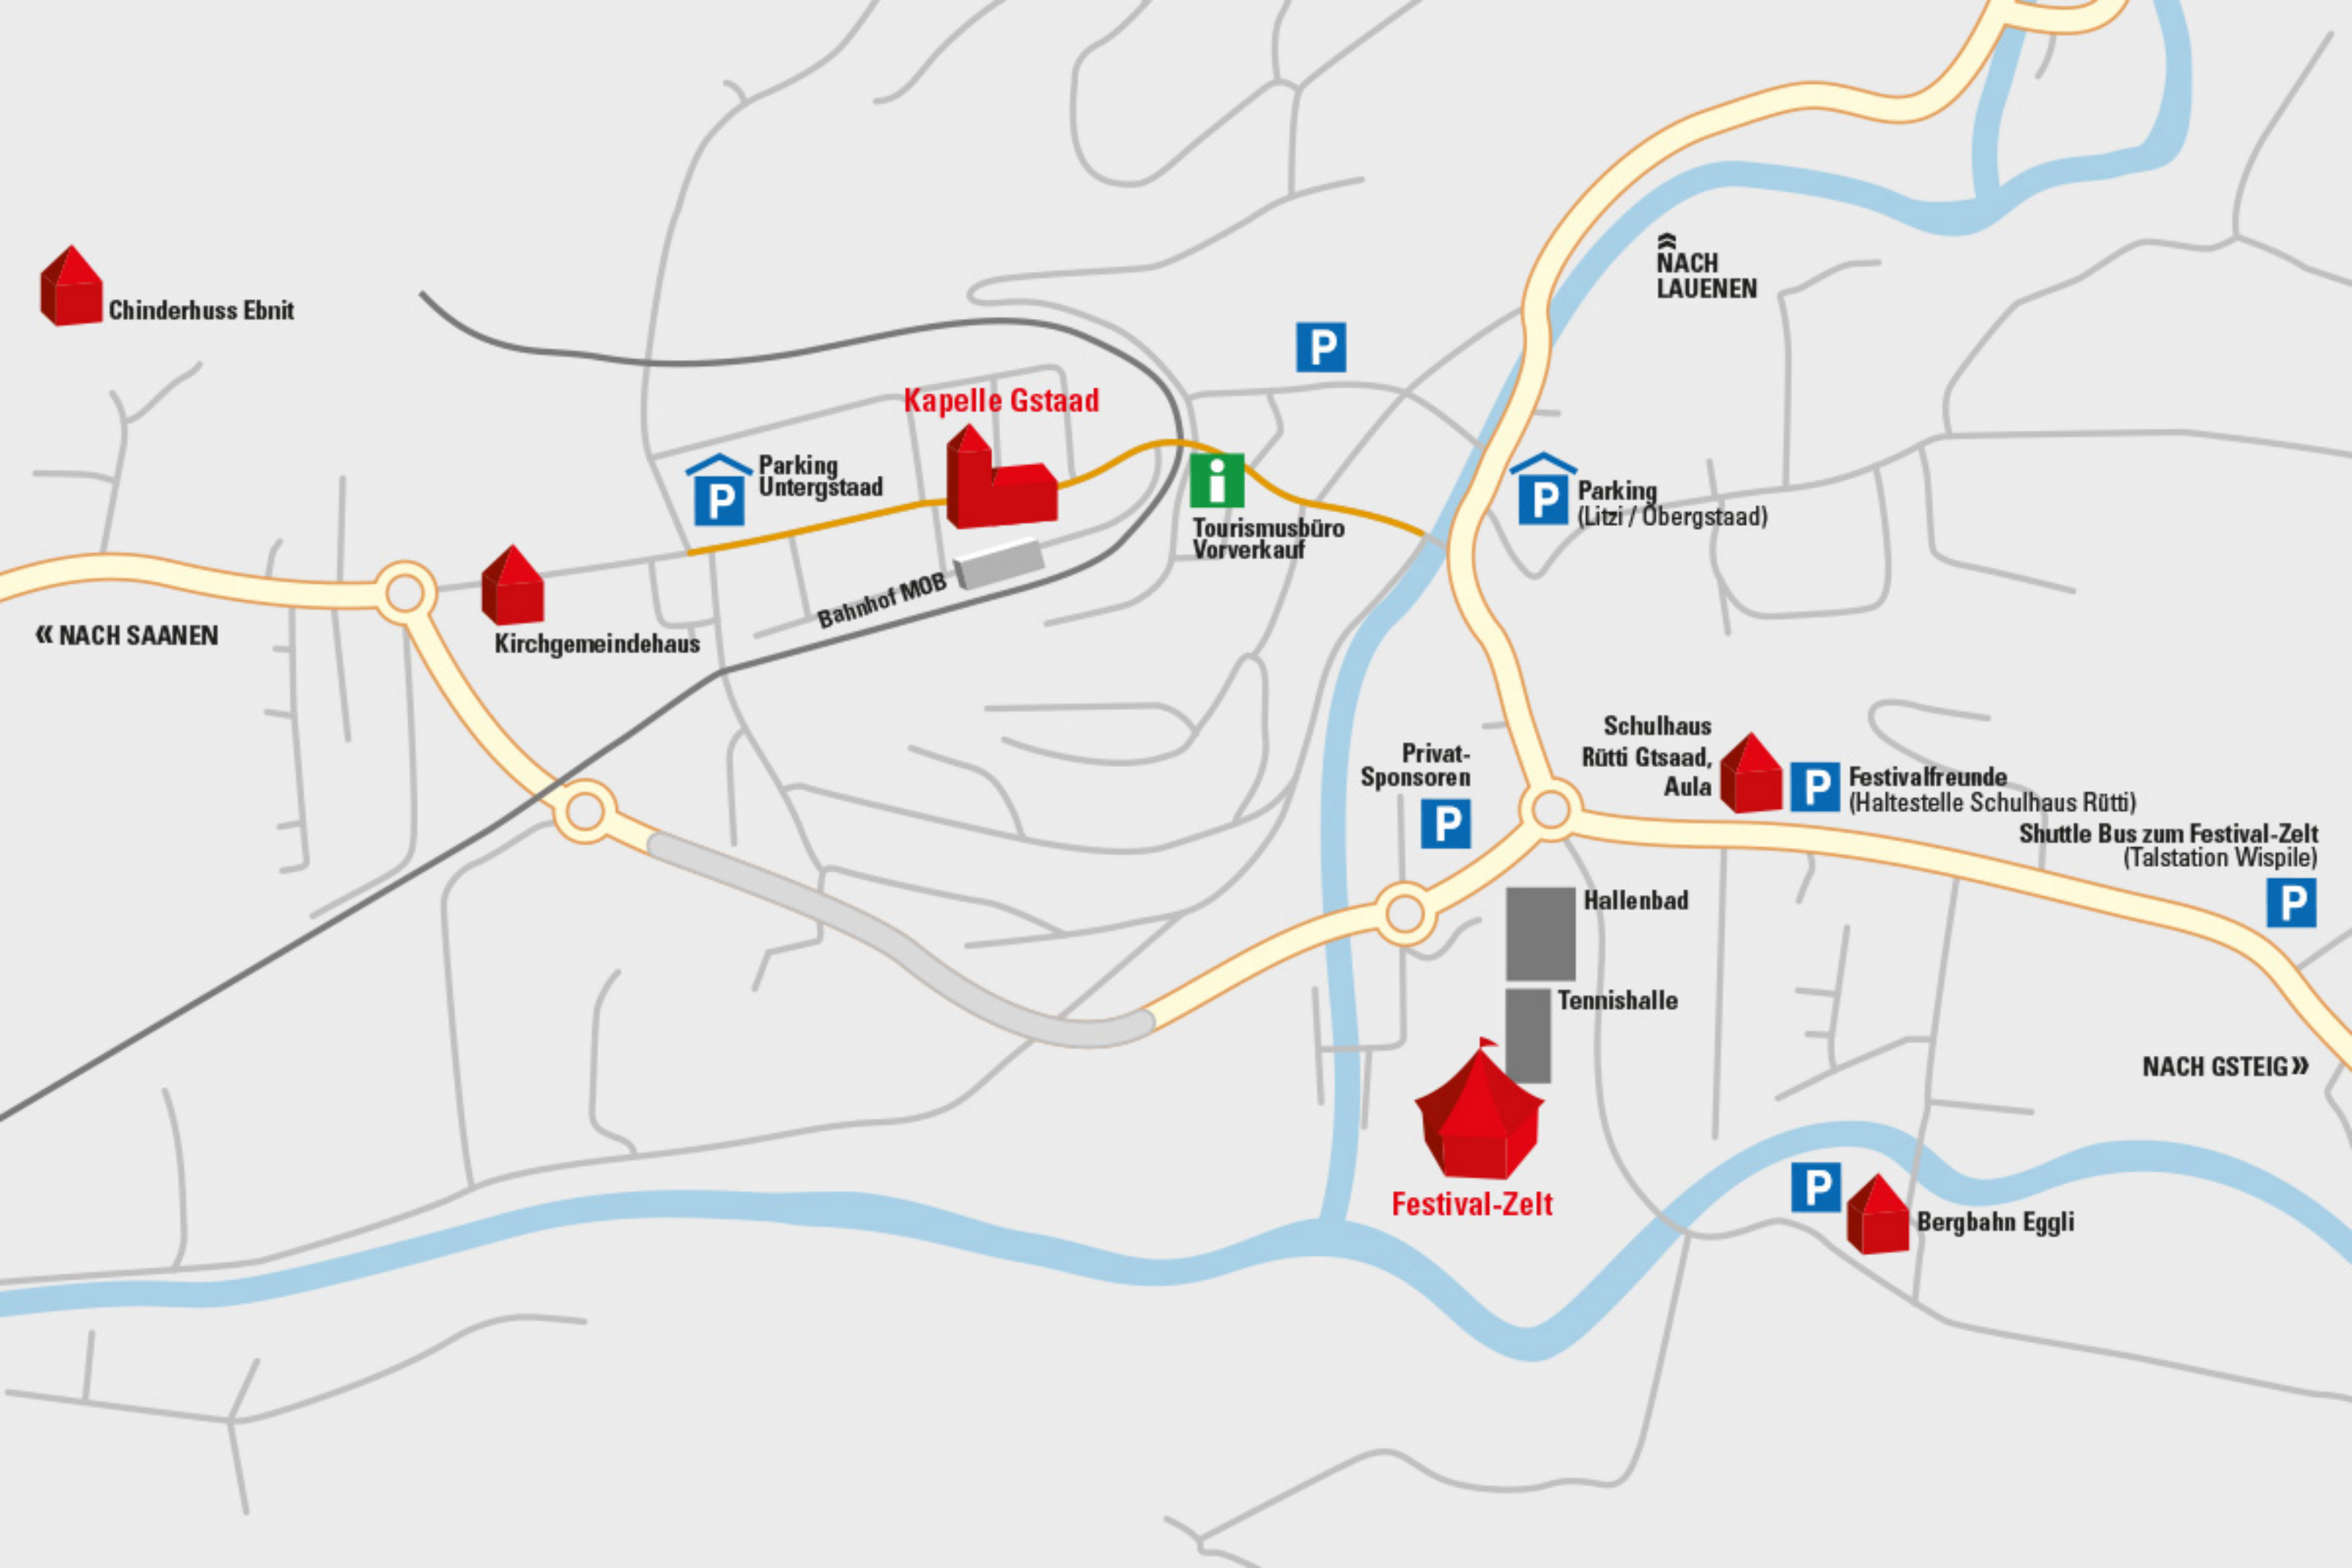 NACH
LAUENEN
Chinderhuss Ebnit
P
Kapelle Gstaad
Parking
Untergstaad
P
i
Tourismusbüro
Vorverkauf
P
Parking
(Litzi / Obergstaad)
Bahnhof MOB
« NACH SAANEN
Kirchgemeindehaus
Schulhaus
Rütti Gtsaad,
Aula
P
Festivalfreunde
(Haltestelle Schulhaus Rütti)
Privat-
Sponsoren
P
Shuttle Bus zum Festival-Zelt
(Talstation Wispile)
P
Hallenbad
Tennishalle
NACH GSTEIG »
Festival-Zelt
P
Bergbahn Eggli